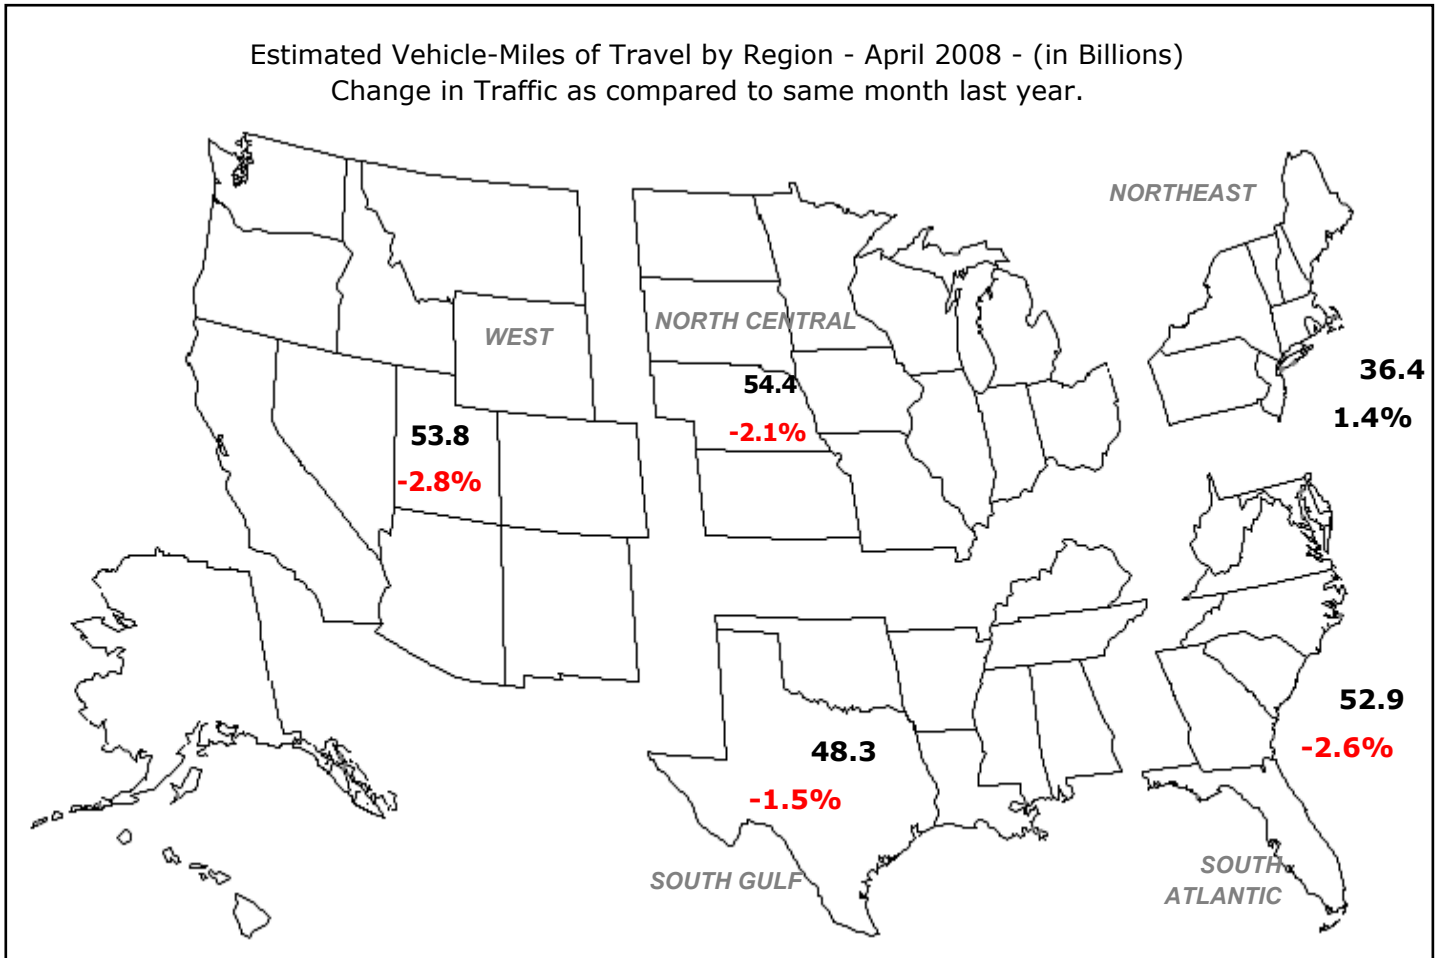 Estimated Vehicle-Miles of Travel by Region - April 2008 - (in Billions)
Change in Traffic as compared to same month last year.
NORTHEAST
36.4
1.4%
WEST
53.8
-2.8%
NORTH CENTRAL
54.4
-2.1%
52.9
-2.6%
SOUTH
ATLANTIC
48.3
-1.5%
SOUTH GULF